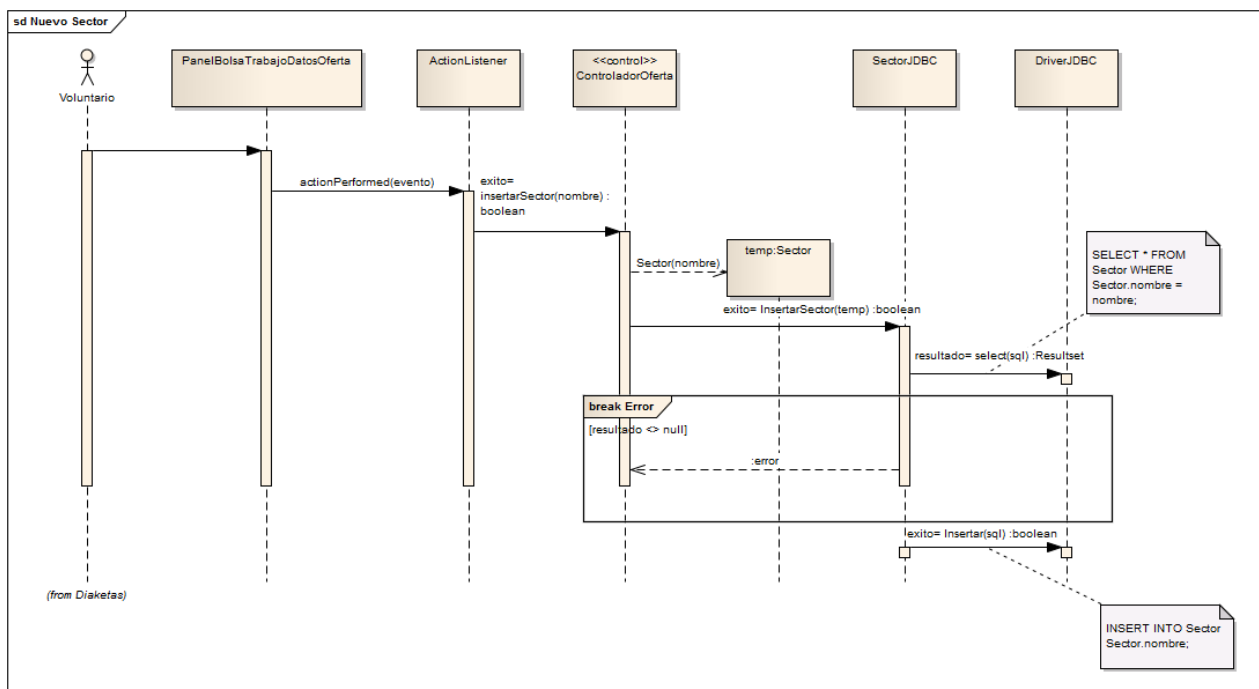 sd Nuevo Sector
Voluntario
PanelBolsaTrabajoDatosOferta
ActionListener
<<control>>
ControladorOferta
SectorJDBC
DriverJDBC
actionPerformed(evento)
exito=
insertarSector(nombre) :
boolean
Sector(nombre)
temp:Sector
SELECT * FROM
Sector WHERE
Sector.nombre =
nombre;
exito= InsertarSector(temp) :boolean
resultado= select(sql) :Resultset
break Error
[resultado <> null]
:error
exito= Insertar(sql) :boolean
(from Diaketas)
INSERT INTO Sector
Sector.nombre;